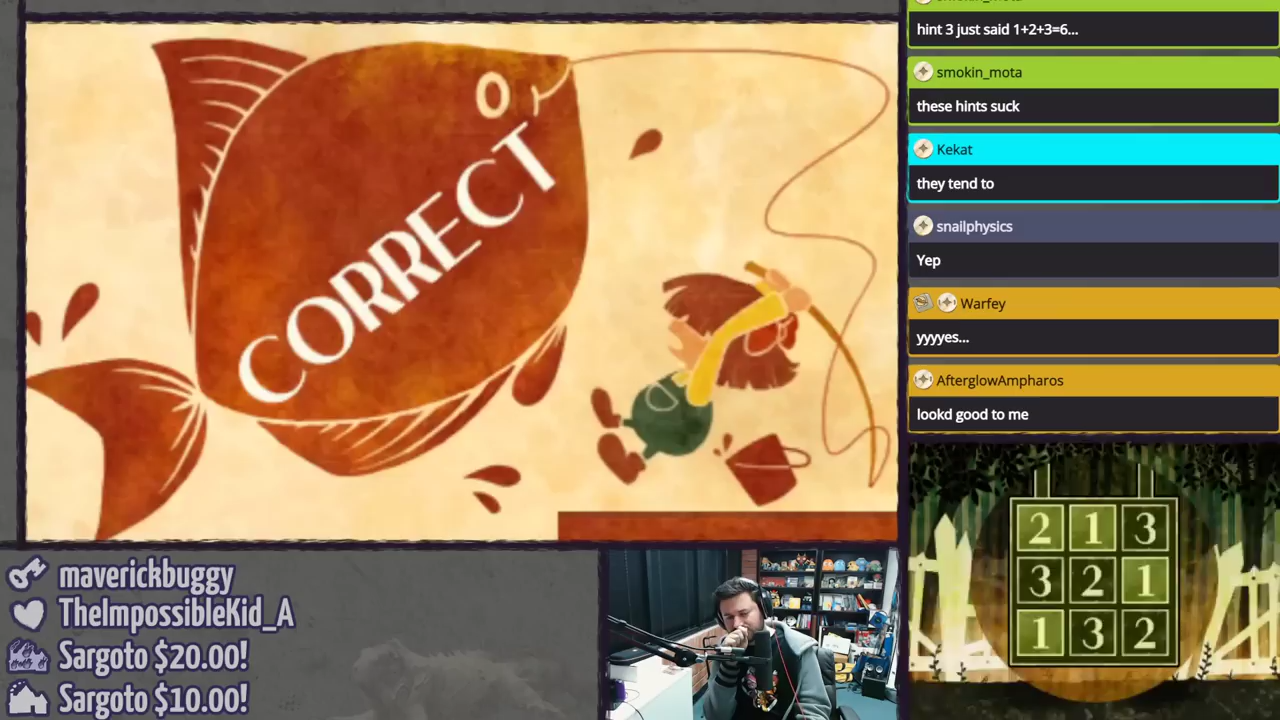 CORRECT
smokin_mota
hint 3 just said 1+2+3=6...
smokin_mota
these hints suck
Kekat
they tend to
snailphysics
Yep
Warfey
yyyyes...
AfterglowAmpharos
lookd good to me
2 1 3
3 2 1
1 3 2
maverickbuggy
TheImpossibleKid_A
Sargoto $20.00!
Sargoto $10.00!